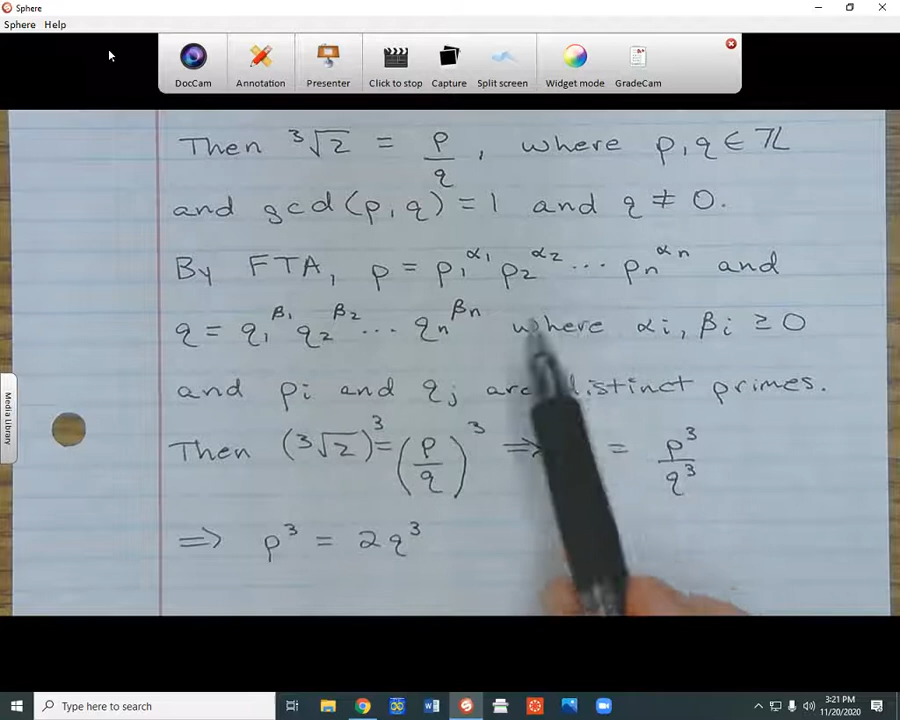 Sphere
Sphere Help
DocCam Annotation Presenter Click to stop Capture Split screen Widget mode GradeCam
Then ³√2 = p/q, where p, q ∈ ℤ
and gcd(p, q) = 1 and q ≠ 0.
By FTA, p = p₁^α₁ p₂^α₂ ... pₙ^αₙ and
q = q₁^β₁ q₂^β₂ ... qₙ^βₙ where αi, βi ≥ 0
and pi and qj are distinct primes.
Media Library
Then (³√2)³ = (p/q)³ ⇒ = p³/q³
⇒ p³ = 2q³
Type here to search
3:21 PM
11/20/2020